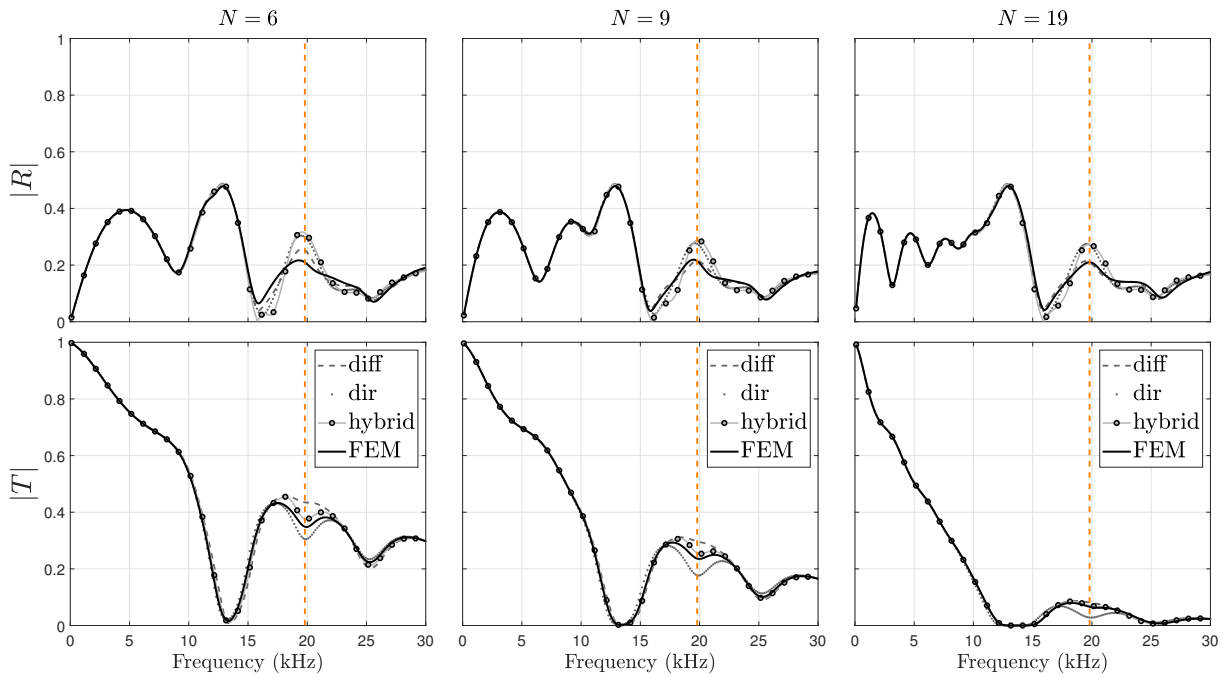 N = 6 N = 9 N = 19
1
0.8
0.6
0.4
0.2
0
|R|
1
0.8
0.6
0.4
0.2
0
|T|
diff
dir
hybrid
FEM
diff
dir
hybrid
FEM
diff
dir
hybrid
FEM
0 5 10 15 20 25 30 0 5 10 15 20 25 30 0 5 10 15 20 25 30
Frequency (kHz) Frequency (kHz) Frequency (kHz)